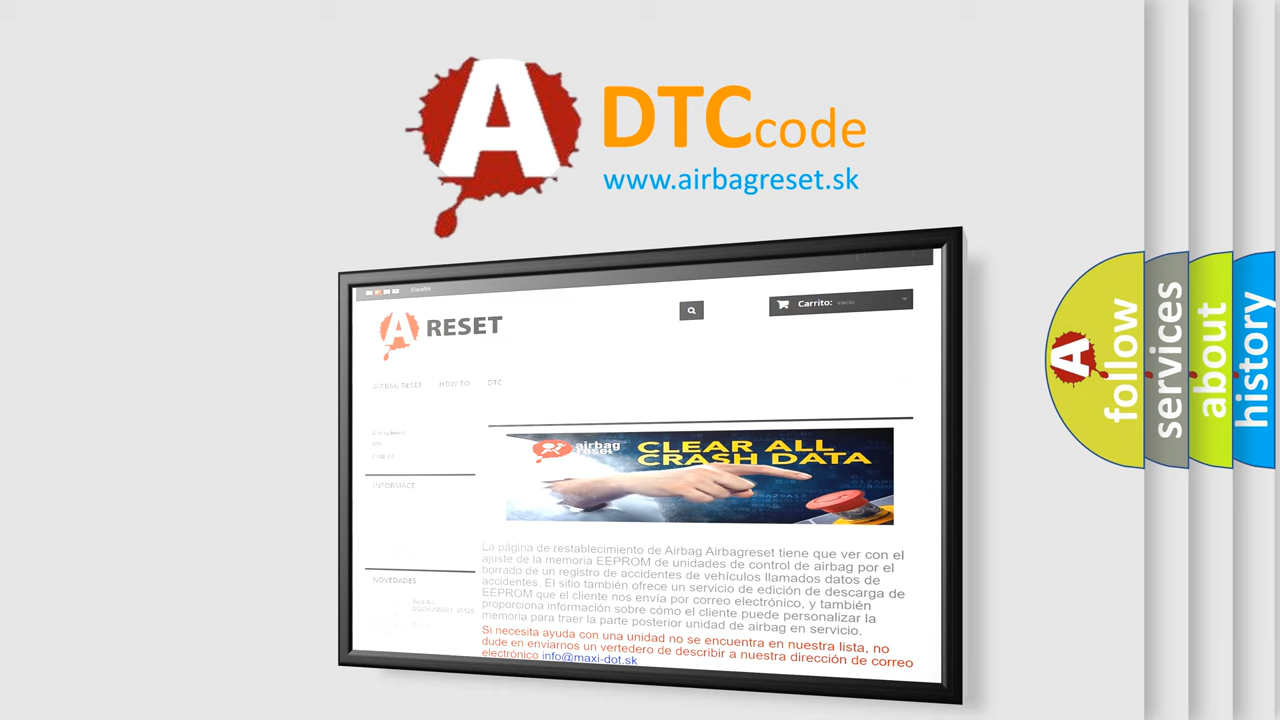 A
DTCcode
www.airbagreset.sk
Español
A RESET
Carrito: vacío
AIRBAG RESET HOW TO DTC
INFORMACE
NOVEDADES
airbag
reset
CLEAR ALL
CRASH DATA
La página de restablecimiento de Airbag Airbagreset tiene que ver con el
ajuste de la memoria EEPROM de unidades de control de airbag por el
borrado de un registro de accidentes de vehículos llamados datos de
accidentes. El sitio también ofrece un servicio de edición de descarga de
EEPROM que el cliente nos envía por correo electrónico, y también
proporciona información sobre cómo el cliente puede personalizar la
memoria para traer la parte posterior unidad de airbag en servicio.
Si necesita ayuda con una unidad no se encuentra en nuestra lista, no
dude en enviarnos un vertedero de describir a nuestra dirección de correo
electrónico info@maxi-dot.sk
A
follow
services
about
history